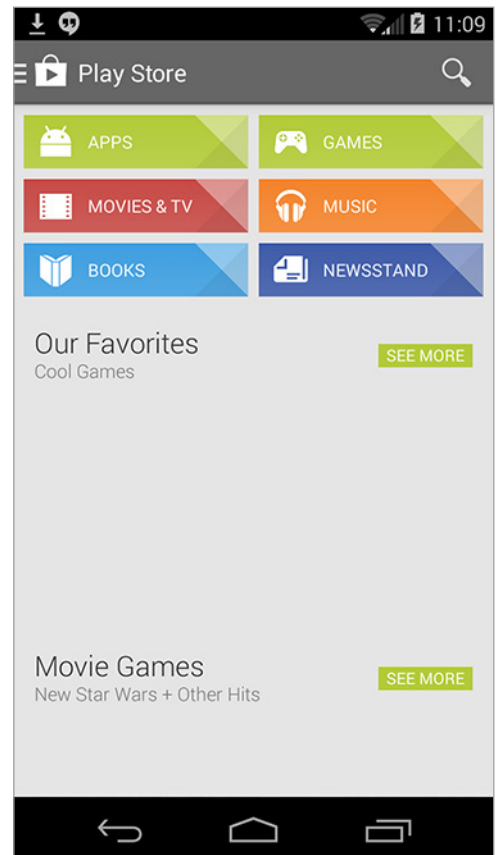 11:09
Play Store
APPS
GAMES
MOVIES & TV
MUSIC
BOOKS
NEWSSTAND
Our Favorites
SEE MORE
Cool Games
Movie Games
SEE MORE
New Star Wars + Other Hits